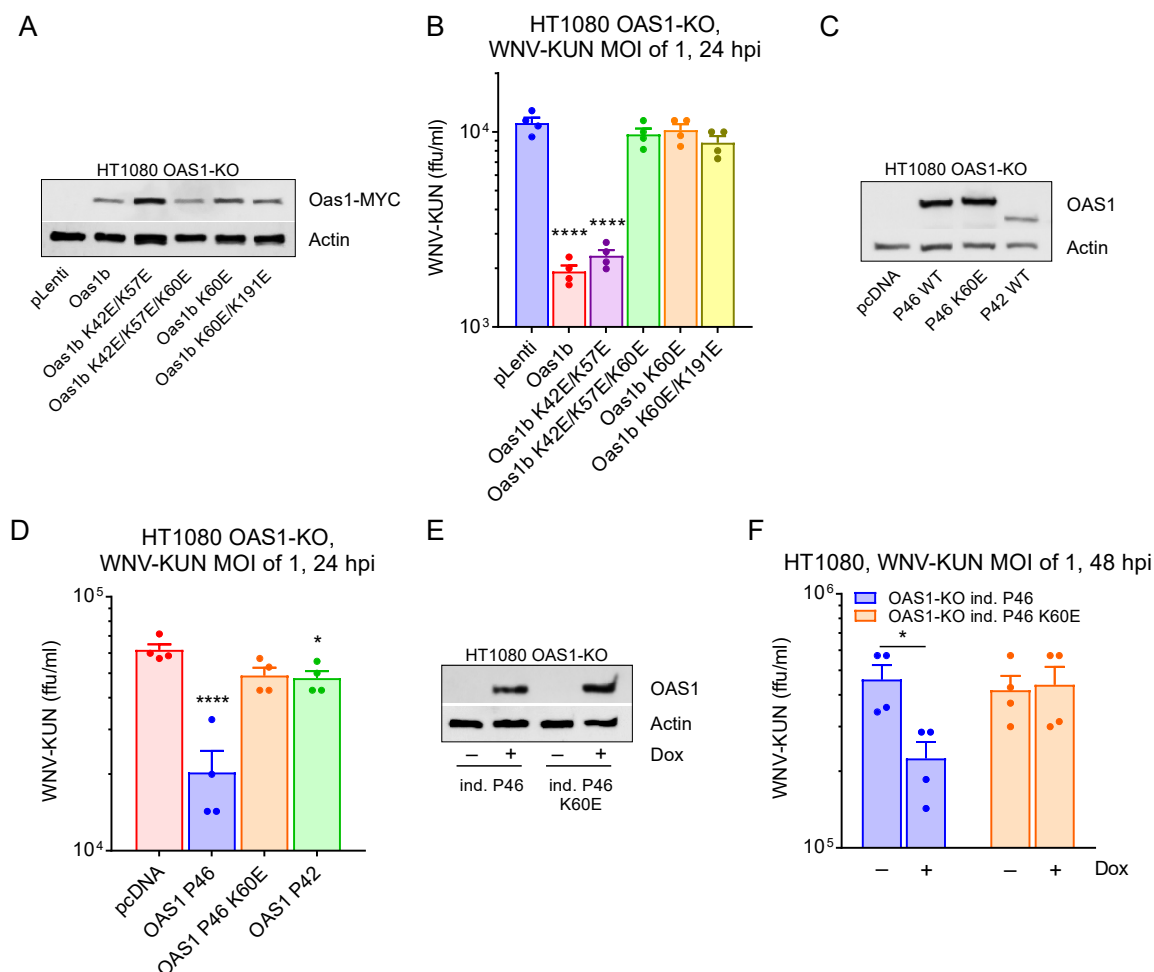 A
HT1080 OAS1-KO
Oas1-MYC
Actin
pLenti
Oas1b
Oas1b K42E/K57E
Oas1b K42E/K57E/K60E
Oas1b K60E
Oas1b K60E/K191E
B
HT1080 OAS1-KO,
WNV-KUN MOI of 1, 24 hpi
WNV-KUN (ffu/ml)
10^4
10^3
****
****
pLenti
Oas1b
Oas1b K42E/K57E
Oas1b K42E/K57E/K60E
Oas1b K60E
Oas1b K60E/K191E
C
HT1080 OAS1-KO
OAS1
Actin
pcDNA
P46 WT
P46 K60E
P42 WT
D
HT1080 OAS1-KO,
WNV-KUN MOI of 1, 24 hpi
WNV-KUN (ffu/ml)
10^5
10^4
****
*
pcDNA
OAS1 P46
OAS1 P46 K60E
OAS1 P42
E
HT1080 OAS1-KO
OAS1
Actin
– + – + Dox
ind. P46
ind. P46
K60E
F
HT1080, WNV-KUN MOI of 1, 48 hpi
OAS1-KO ind. P46
OAS1-KO ind. P46 K60E
WNV-KUN (ffu/ml)
10^6
10^5
*
– + – + Dox